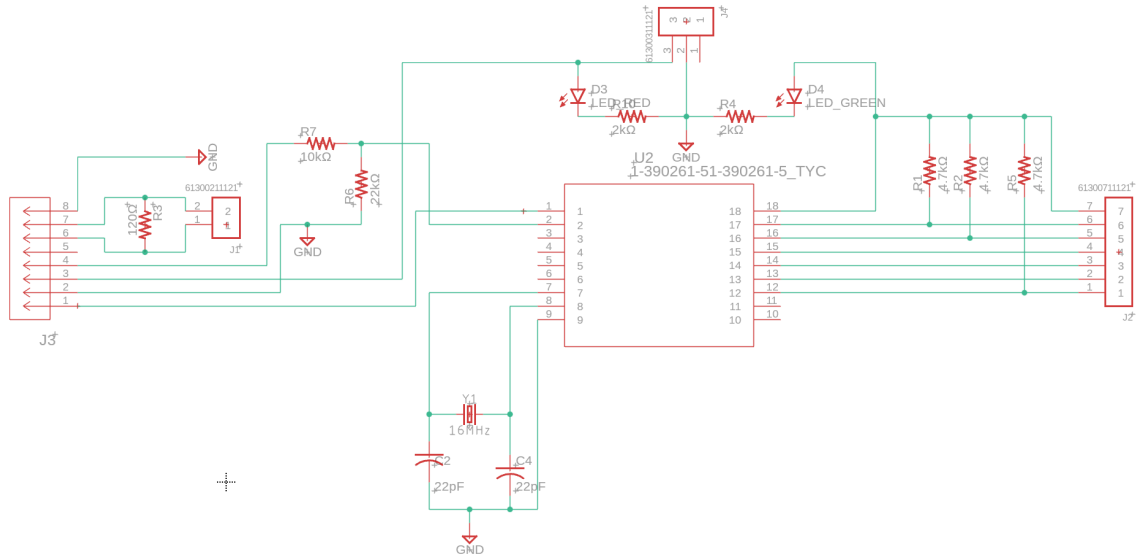 61300311121
3 2 1
J4
3 2 1
D3
LED_RED
R10
2kΩ
R4
2kΩ
D4
LED_GREEN
GND
R7
10kΩ
R6
22kΩ
GND
GND
U2
1-390261-51-390261-5_TYC
R1
4.7kΩ
R2
4.7kΩ
R5
4.7kΩ
61300211121
2 2
1 1
J1
120Ω
R3
8
7
6
5
4
3
2
1
J3
1 1
2 2
3 3
4 4
5 5
6 6
7 7
8 8
9 9
18 18
17 17
16 16
15 15
14 14
13 13
12 12
11 11
10 10
61300711121
7 7
6 6
5 5
4 4
3 3
2 2
1 1
J2
Y1
16MHz
C2
22pF
C4
22pF
GND